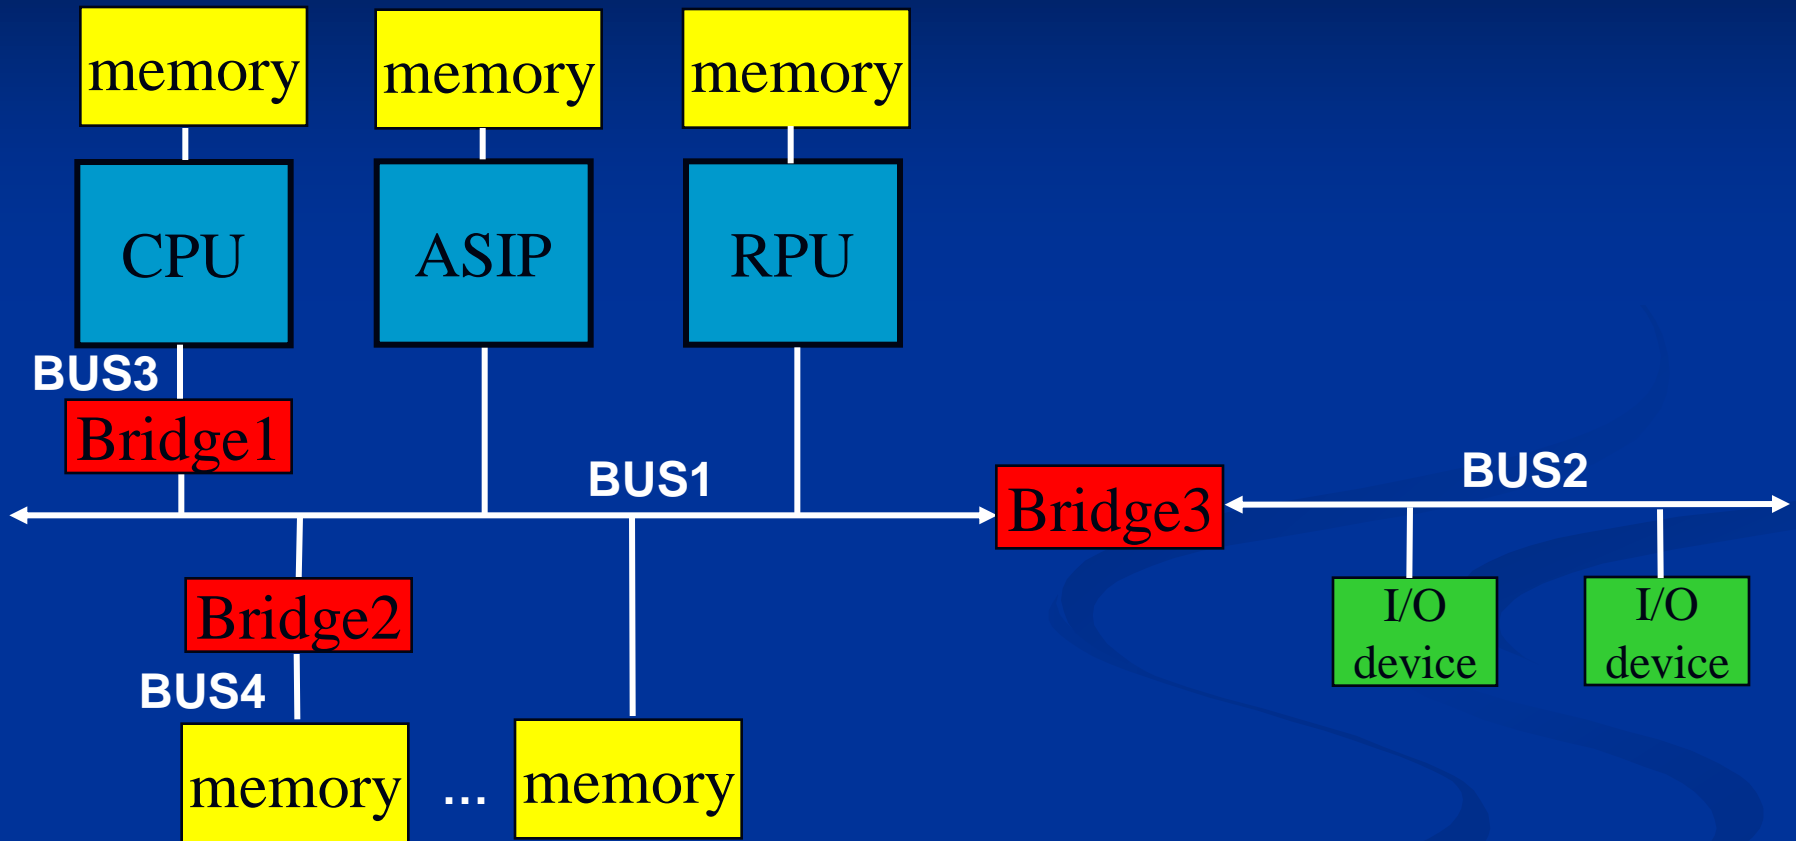 memory
memory
memory
CPU
ASIP
RPU
BUS3
Bridge1
BUS1
BUS2
Bridge3
Bridge2
I/O
device
I/O
device
BUS4
memory
...
memory